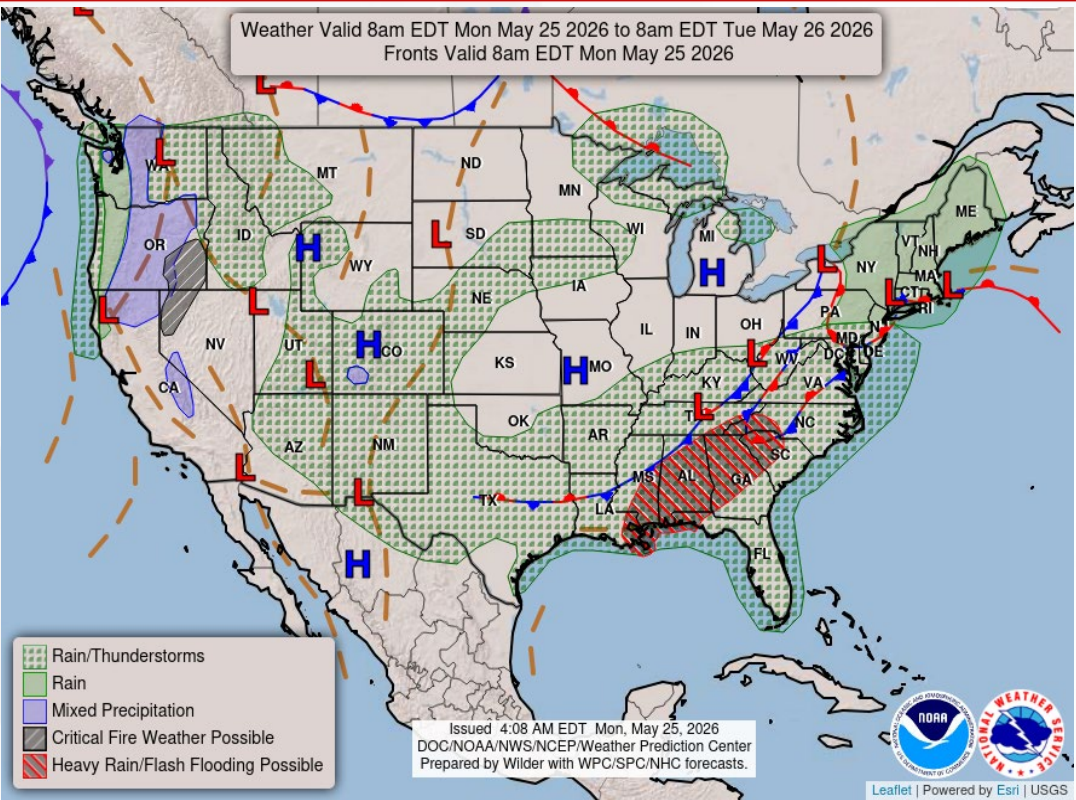 Weather Valid 8am EDT Mon May 25 2026 to 8am EDT Tue May 26 2026
Fronts Valid 8am EDT Mon May 25 2026
L
L
L
WA
MT
ND
MN
ME
OR
ID
H
WY
L
SD
WI
MI
H
VT
NH
NY
MA
L
L
L
CT
RI
L
L
NV
UT
H
CO
NE
IA
IL
IN
OH
PA
NJ
MD
DE
DC
L
WV
VA
CA
L
KS
H
MO
KY
L
NC
AZ
NM
OK
AR
SC
L
L
TX
LA
MS
AL
GA
H
FL
Rain/Thunderstorms
Rain
Mixed Precipitation
Critical Fire Weather Possible
Heavy Rain/Flash Flooding Possible
Issued 4:08 AM EDT Mon, May 25, 2026
DOC/NOAA/NWS/NCEP/Weather Prediction Center
Prepared by Wilder with WPC/SPC/NHC forecasts.
NOAA
NATIONAL WEATHER SERVICE
Leaflet | Powered by Esri | USGS